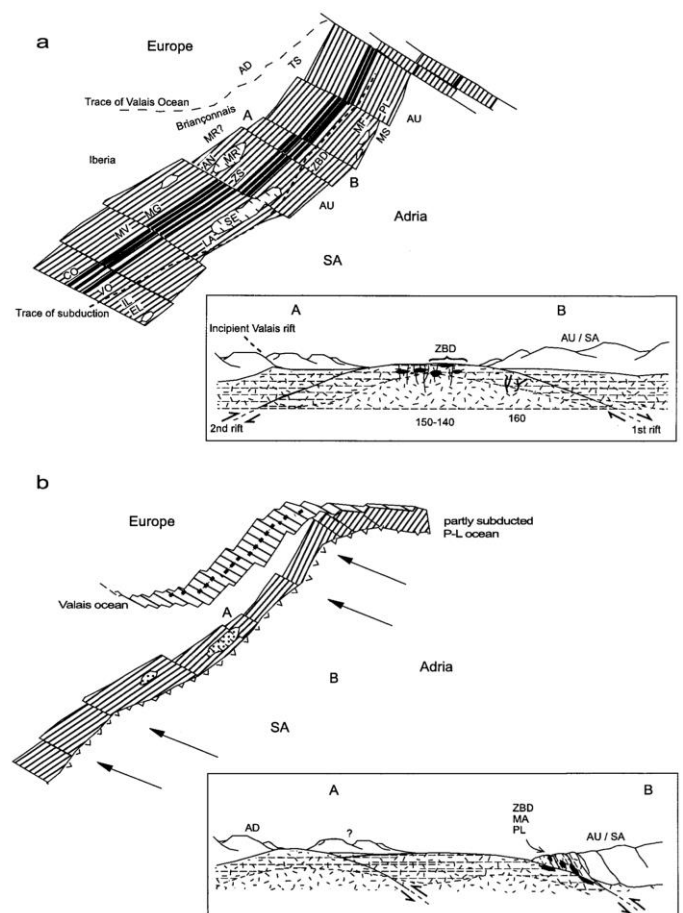 a
Europe
AD
TS
Trace of Valais Ocean
Briançonnais
A
MR?
Iberia
AN
MR
ZS
ZBD
MF
PL
MS
AU
B
AU
Adria
SE
LA
SA
MV
MG
CO
VO
IL
EL
Trace of subduction
A
B
Incipient Valais rift
ZBD
AU / SA
2nd rift
150-140
160
1st rift
b
Europe
partly subducted
P-L ocean
Valais ocean
A
B
Adria
SA
A
B
AD
?
ZBD
MA
PL
AU / SA